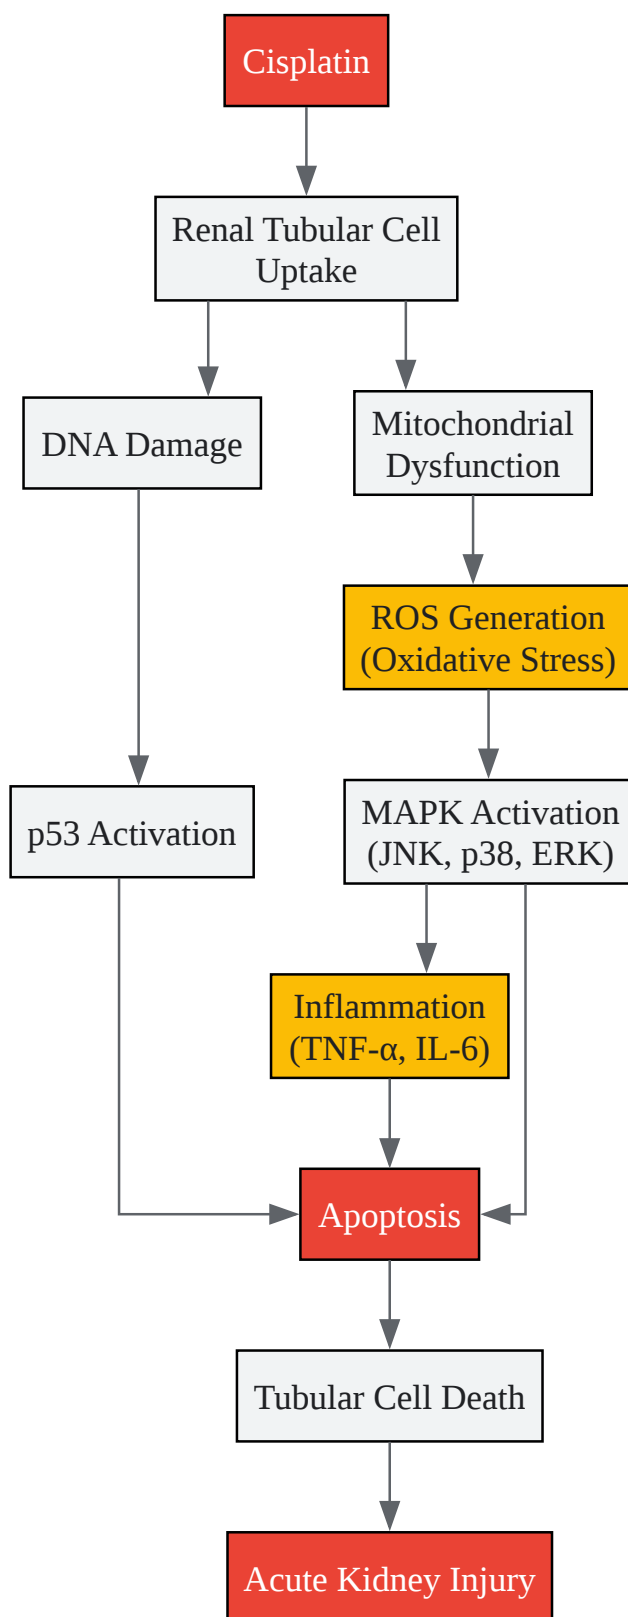 Cisplatin
Renal Tubular Cell
Uptake
DNA Damage
Mitochondrial
Dysfunction
ROS Generation
(Oxidative Stress)
p53 Activation
MAPK Activation
(JNK, p38, ERK)
Inflammation
(TNF-α, IL-6)
Apoptosis
Tubular Cell Death
Acute Kidney Injury